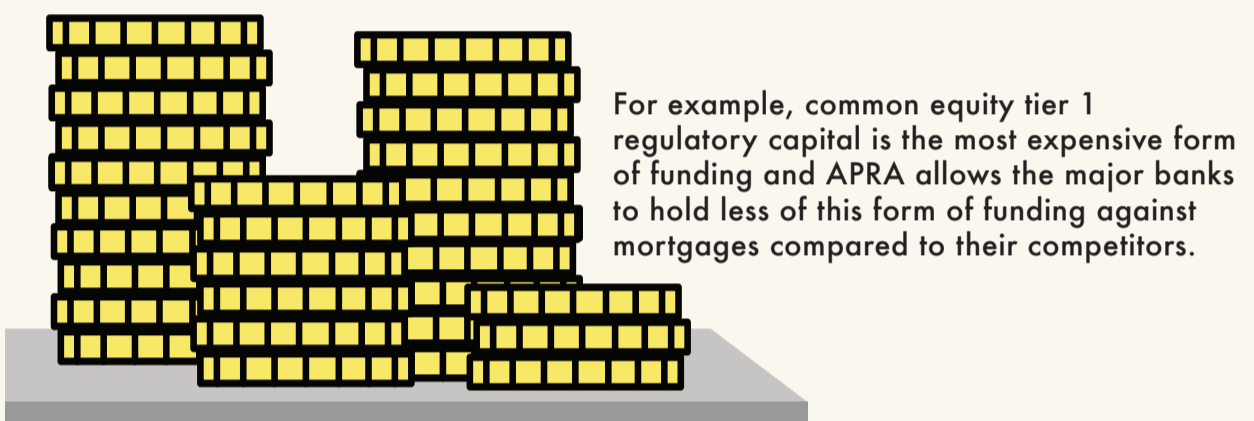 For example, common equity tier 1
regulatory capital is the most expensive form
of funding and APRA allows the major banks
to hold less of this form of funding against
mortgages compared to their competitors.